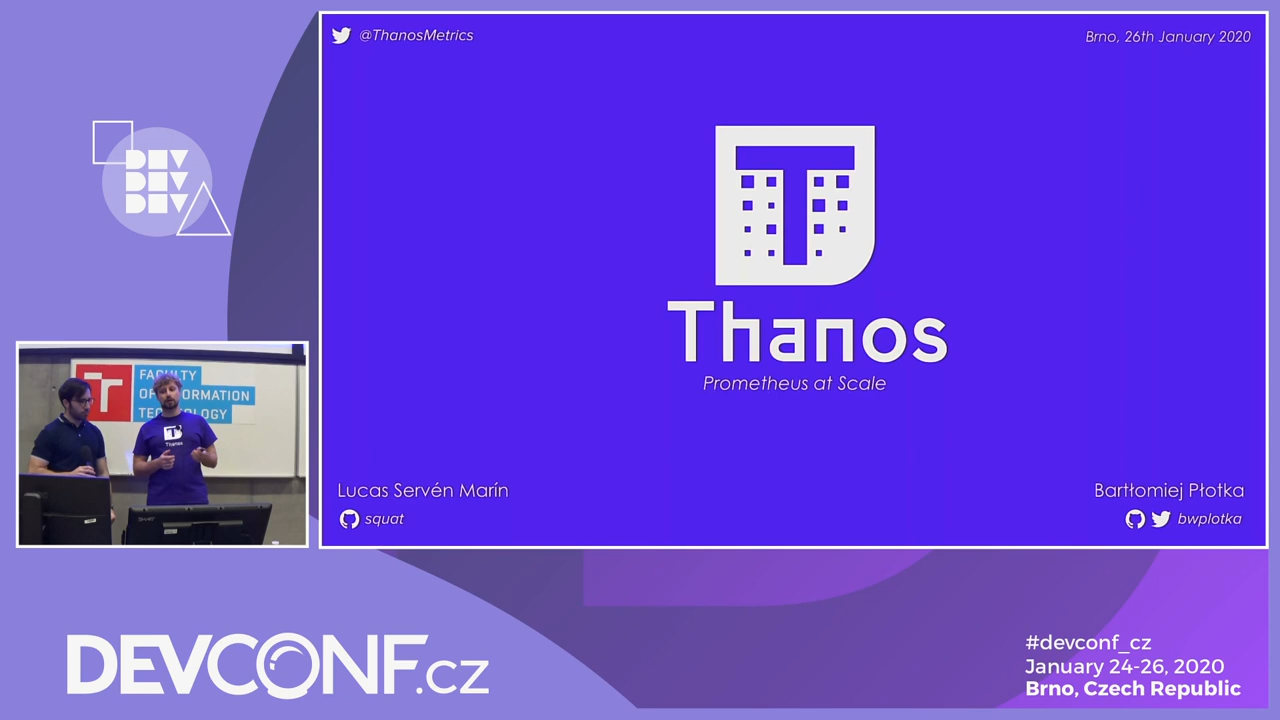 @ThanosMetrics
Brno, 26th January 2020
DEV
DEV
DEV
T
Thanos
Prometheus at Scale
FACULTY
OF INFORMATION
TECHNOLOGY
T
Thanos
Lucas Servén Marín
squat
Bartłomiej Płotka
bwplotka
DEVCONF.cz
#devconf_cz
January 24-26, 2020
Brno, Czech Republic